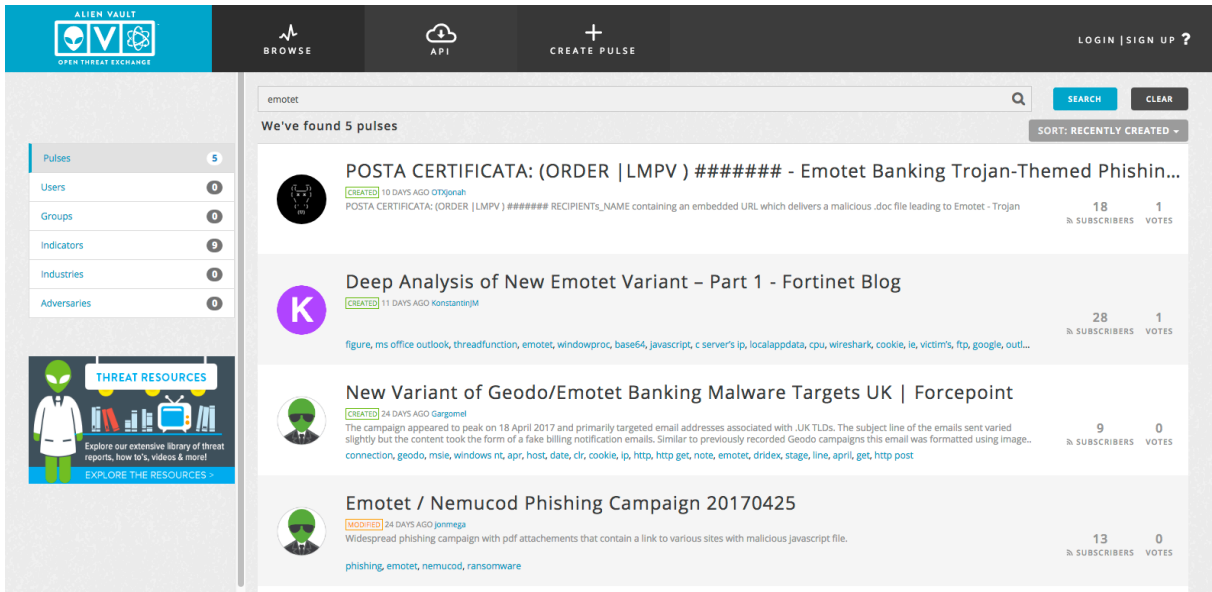 ALIEN VAULT
OPEN THREAT EXCHANGE
BROWSE
API
CREATE PULSE
LOGIN | SIGN UP ?
emotet
SEARCH
CLEAR
We've found 5 pulses
SORT: RECENTLY CREATED
Pulses 5
Users 0
Groups 0
Indicators 9
Industries 0
Adversaries 0
THREAT RESOURCES
Explore our extensive library of threat
reports, how to's, videos & more!
EXPLORE THE RESOURCES >
POSTA CERTIFICATA: (ORDER |LMPV ) ####### - Emotet Banking Trojan-Themed Phishin...
CREATED 10 DAYS AGO OTXjonah
POSTA CERTIFICATA: (ORDER |LMPV ) ####### RECIPIENTs_NAME containing an embedded URL which delivers a malicious .doc file leading to Emotet - Trojan
18 1
SUBSCRIBERS VOTES
K
Deep Analysis of New Emotet Variant – Part 1 - Fortinet Blog
CREATED 11 DAYS AGO KonstantinJM
28 1
SUBSCRIBERS VOTES
figure, ms office outlook, threadfunction, emotet, windowproc, base64, javascript, c server's ip, localappdata, cpu, wireshark, cookie, ie, victim's, ftp, google, outl...
New Variant of Geodo/Emotet Banking Malware Targets UK | Forcepoint
CREATED 24 DAYS AGO Gargomel
The campaign appeared to peak on 18 April 2017 and primarily targeted email addresses associated with .UK TLDs. The subject line of the emails sent varied
slightly but the content took the form of a fake billing notification emails. Similar to previously recorded Geodo campaigns this email was formatted using image..
connection, geodo, msie, windows nt, apr, host, date, clr, cookie, ip, http, http get, note, emotet, dridex, stage, line, april, get, http post
9 0
SUBSCRIBERS VOTES
Emotet / Nemucod Phishing Campaign 20170425
MODIFIED 24 DAYS AGO jonmega
Widespread phishing campaign with pdf attachements that contain a link to various sites with malicious javascript file.
13 0
SUBSCRIBERS VOTES
phishing, emotet, nemucod, ransomware